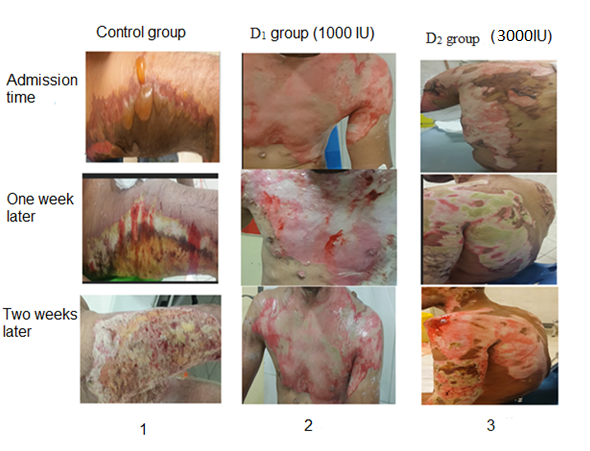 Control group
D₁ group (1000 IU)
D₂ group (3000IU)
Admission
time
One week
later
Two weeks
later
1
2
3